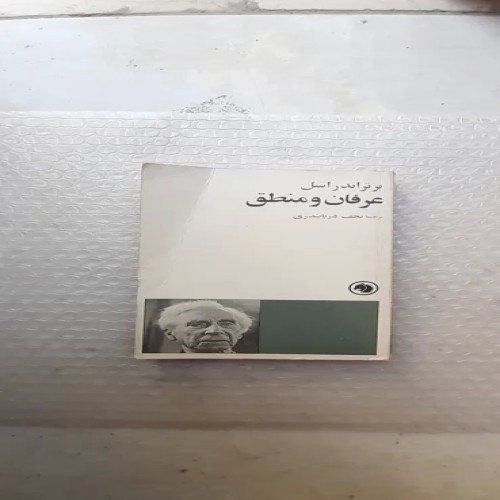 برتراند راسل
عرفان و منطق
ترجمهٔ نجف دریابندری